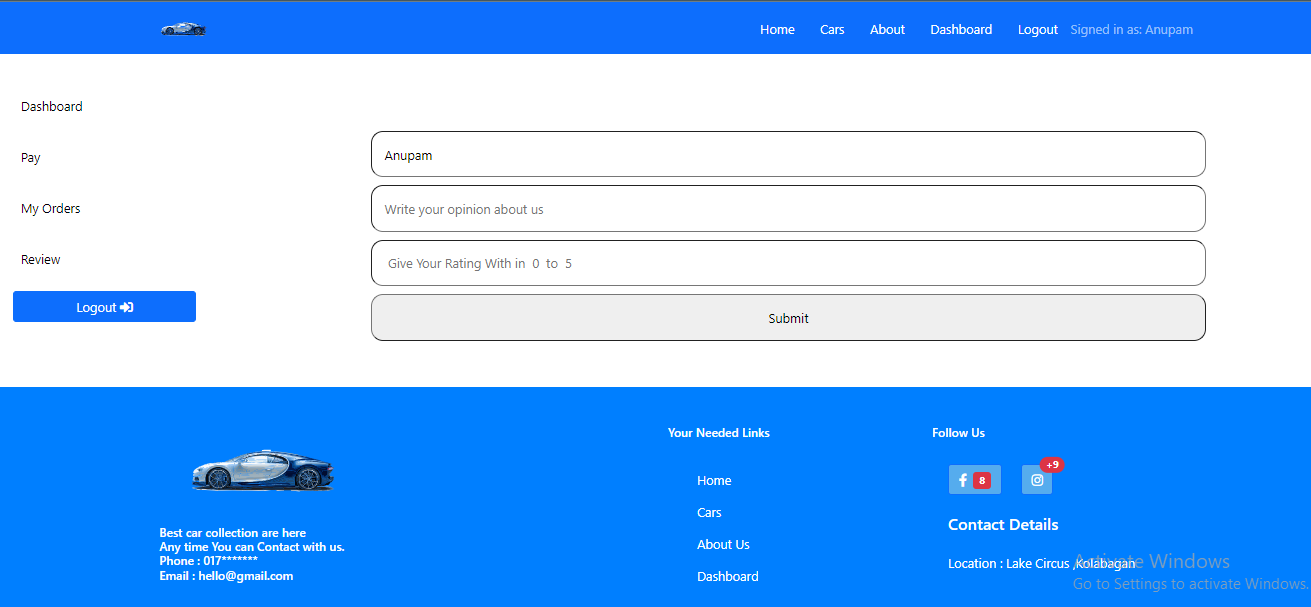 Home Cars About Dashboard Logout Signed in as: Anupam
Dashboard
Pay
My Orders
Review
Logout
Anupam
Write your opinion about us
Give Your Rating With in 0 to 5
Submit
Best car collection are here
Any time You can Contact with us.
Phone : 017*******
Email : hello@gmail.com
Your Needed Links
Home
Cars
About Us
Dashboard
Follow Us
8
+9
Contact Details
Location : Lake Circus ,Kolabagan
Activate Windows
Go to Settings to activate Windows.